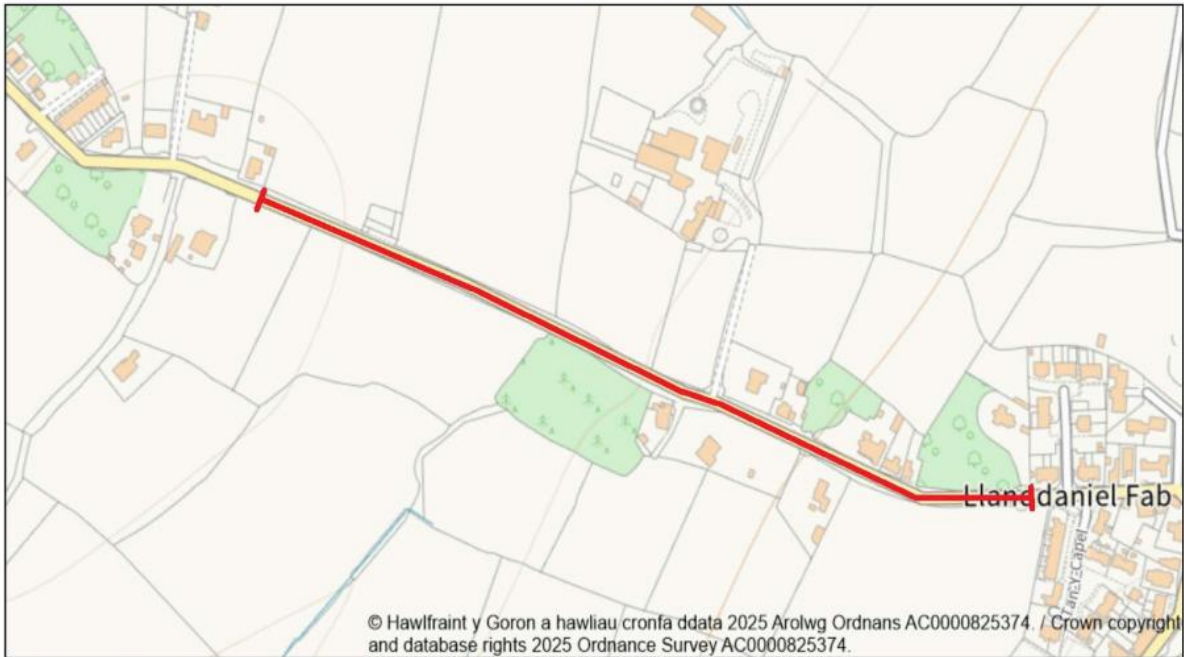 Llanddaniel Fab
Tan Y Capel
© Hawlfraint y Goron a hawliau cronfa ddata 2025 Arolwg Ordnans AC0000825374. / Crown copyright
and database rights 2025 Ordnance Survey AC0000825374.